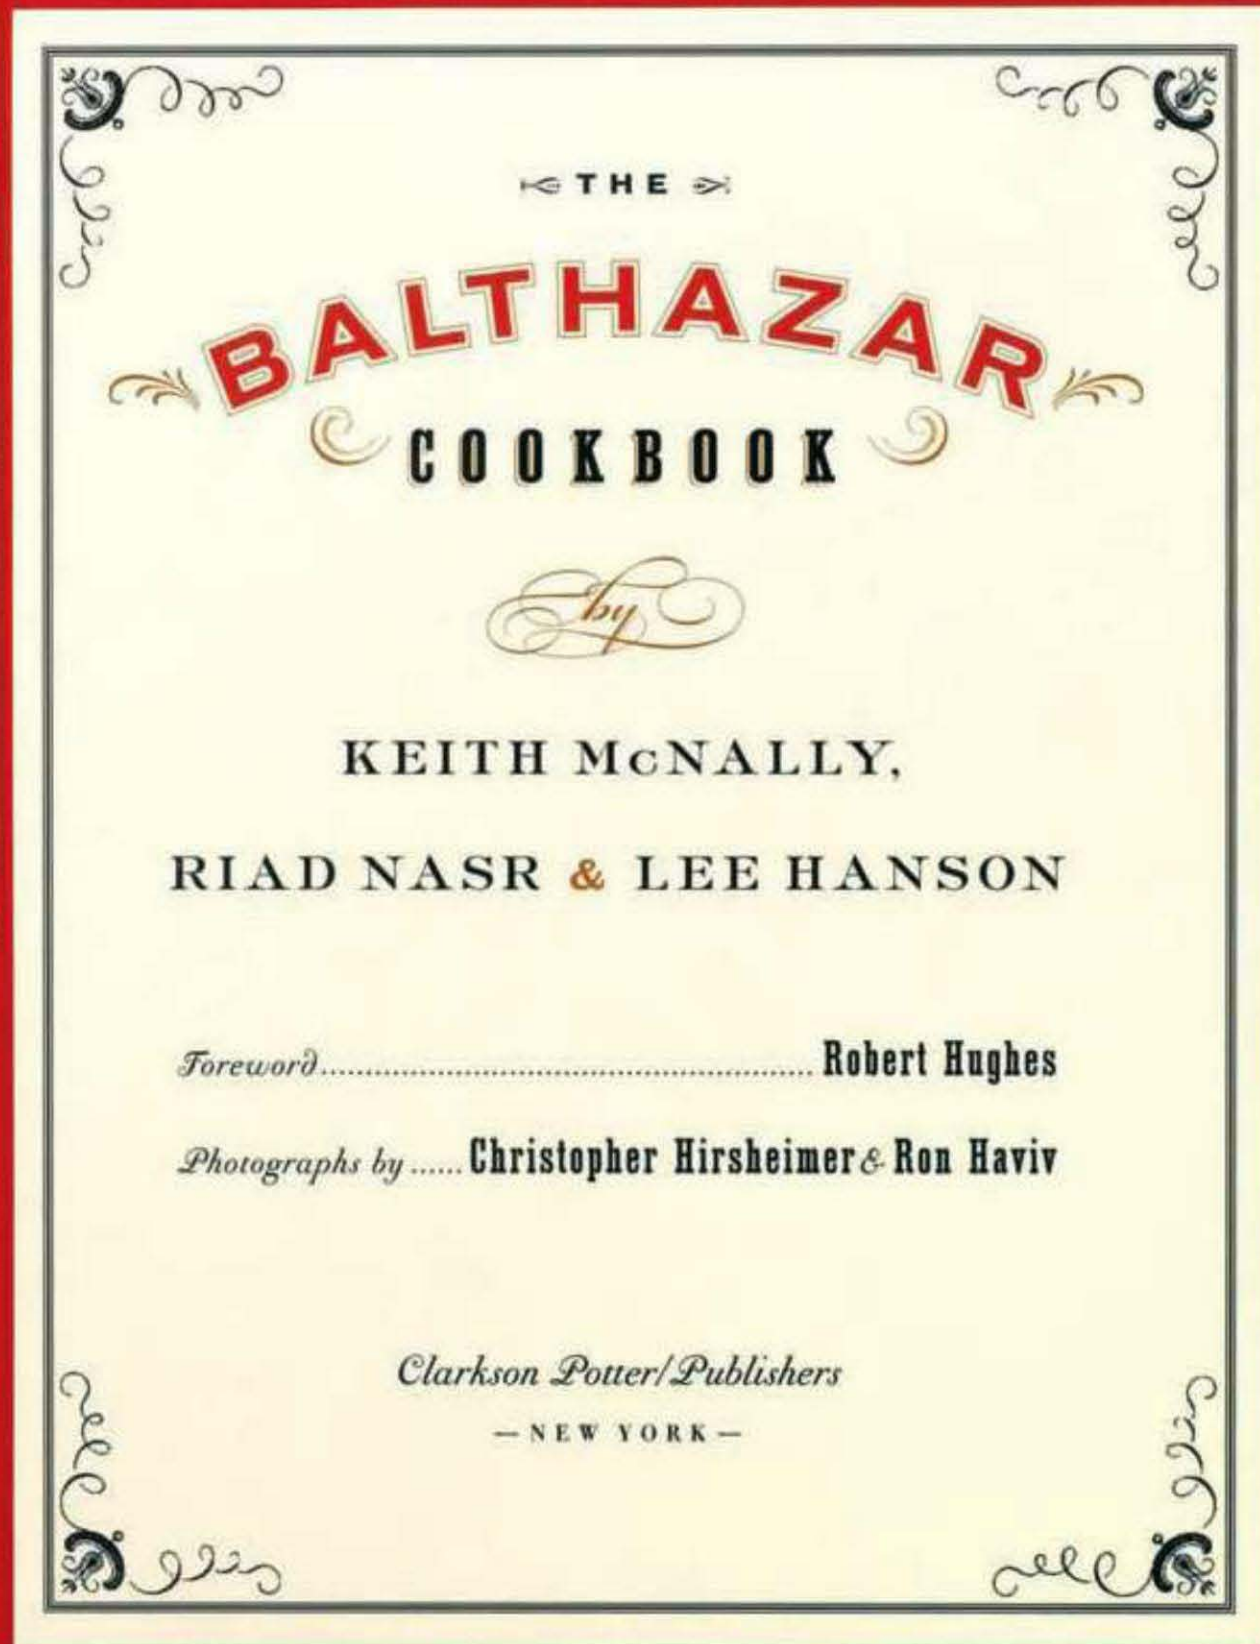 THE
BALTHAZAR
COOKBOOK
by
KEITH McNALLY,
RIAD NASR & LEE HANSON
Foreword.......................................................... Robert Hughes
Photographs by ...... Christopher Hirsheimer & Ron Haviv
Clarkson Potter/Publishers
— NEW YORK —